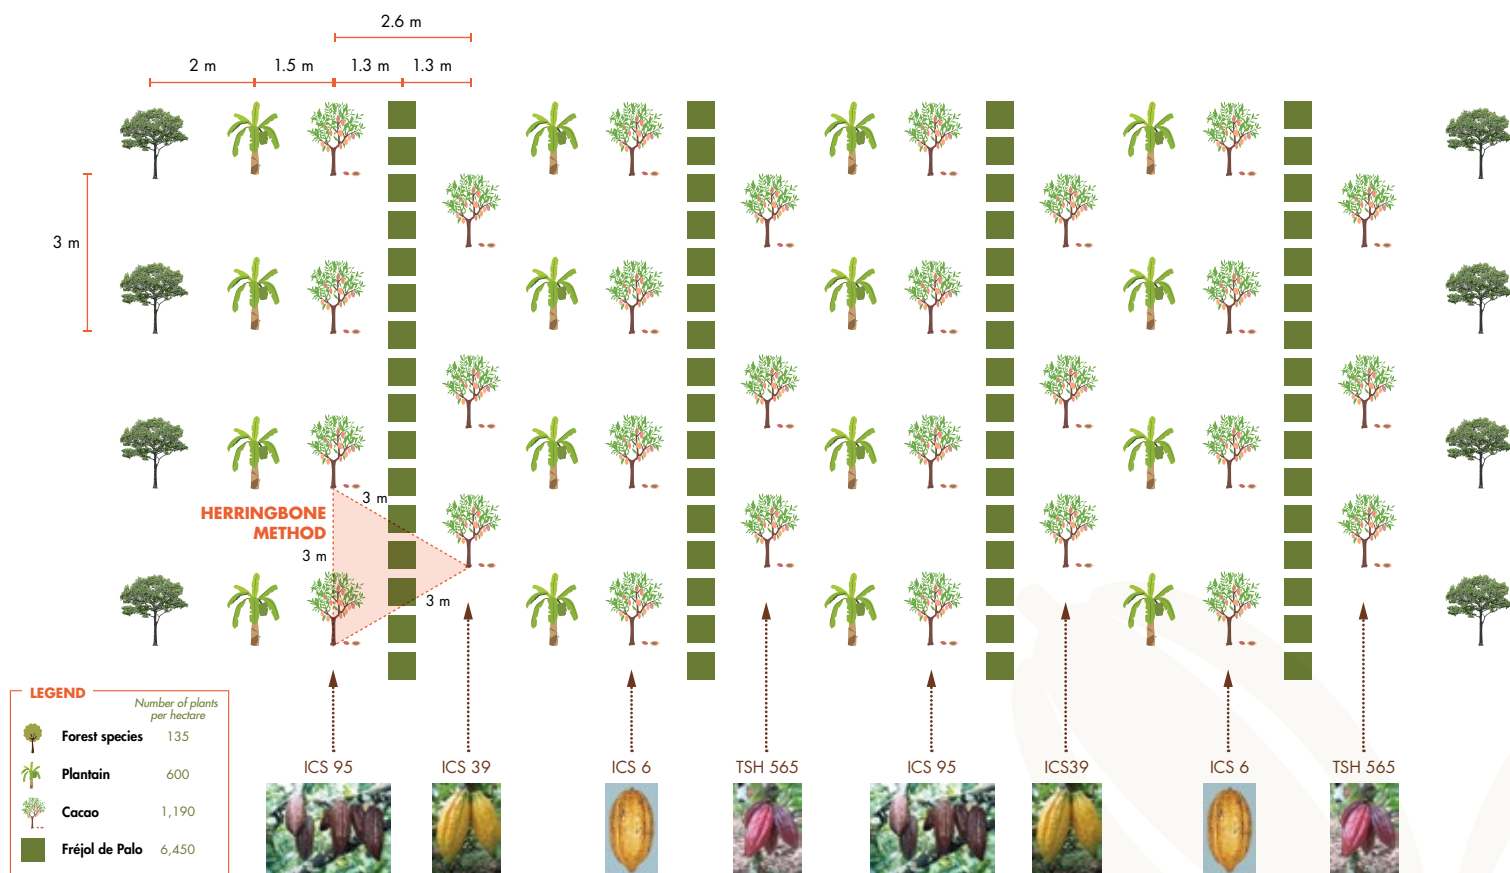 2.6 m
2 m
1.5 m
1.3 m
1.3 m
3 m
HERRINGBONE
METHOD
3 m
3 m
3 m
LEGEND
Number of plants
per hectare
Forest species 135
Plantain 600
Cacao 1,190
Fréjol de Palo 6,450
ICS 95
ICS 39
ICS 6
TSH 565
ICS 95
ICS39
ICS 6
TSH 565